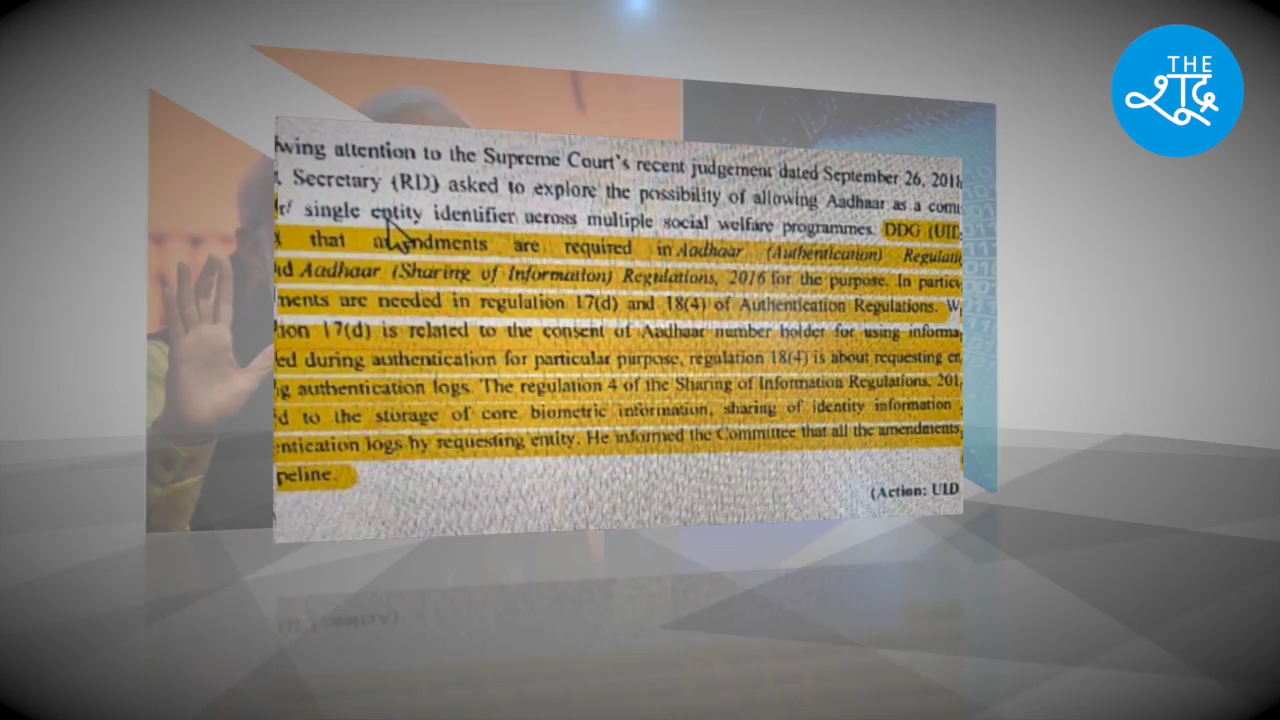 THE
शूद्र
wing attention to the Supreme Court's recent judgement dated September 26, 2018
Secretary (RD) asked to explore the possibility of allowing Aadhaar as a com
single entity identifier across multiple social welfare programmes. DDG (UID
that amendments are required in Aadhaar (Authentication) Regulati
Aadhaar (Sharing of Information) Regulations, 2016 for the purpose. In partic
ments are needed in regulation 17(d) and 18(4) of Authentication Regulations. W
ion 17(d) is related to the consent of Aadhaar number holder for using informa
ed during authentication for particular purpose, regulation 18(4) is about requesting en
g authentication logs. The regulation 4 of the Sharing of Information Regulations, 201
d to the storage of core biometric information, sharing of identity information
entication logs by requesting entity. He informed the Committee that all the amendments
peline.
(Action: UID